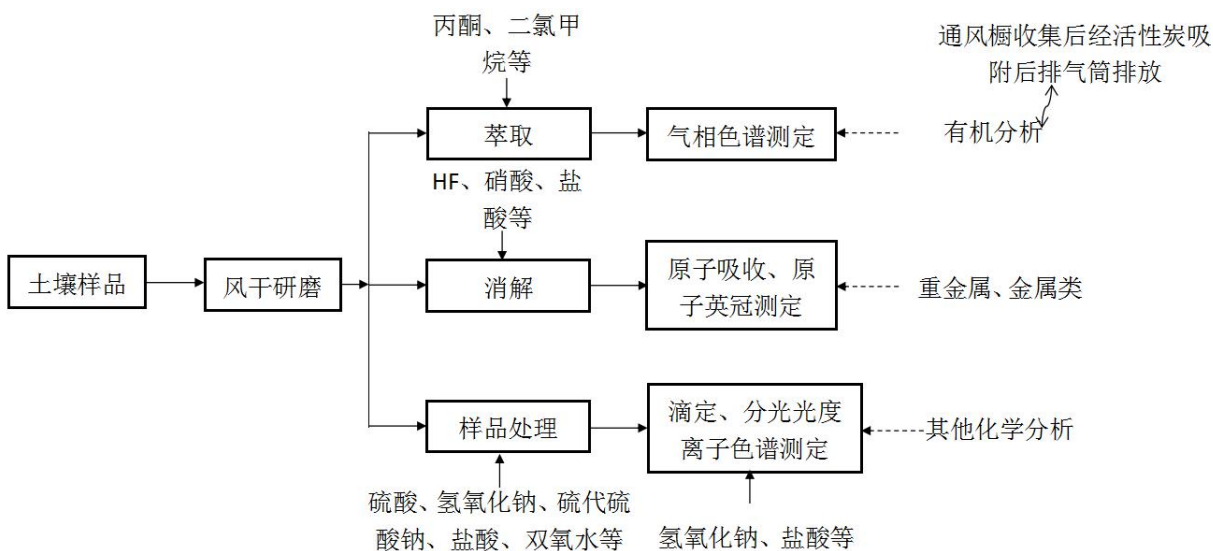 丙酮、二氯甲
烷等
通风橱收集后经活性炭吸
附后排气筒排放
萃取
气相色谱测定
有机分析
HF、硝酸、盐
酸等
土壤样品
风干研磨
消解
原子吸收、原
子英冠测定
重金属、金属类
样品处理
滴定、分光光度
离子色谱测定
其他化学分析
硫酸、氢氧化钠、硫代硫
酸钠、盐酸、双氧水等
氢氧化钠、盐酸等